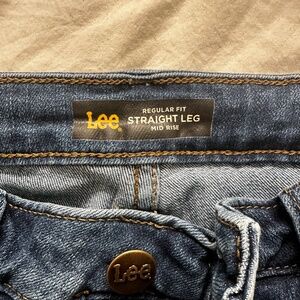 Lee.
REGULAR FIT
STRAIGHT LEG
MID RISE
Lee